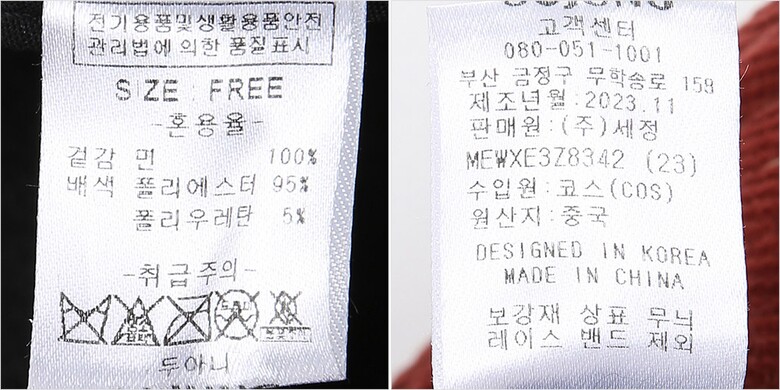 전기용품및생활용품안전
관리법에 의한 품질표시
SIZE : FREE
-혼용율-
겉감 면 100%
배색 폴리에스터 95%
폴리우레탄 5%
-취급주의-
두아니
고객센터
080-051-1001
부산 금정구 무학송로 159
제조년월:2023.11
판매원:(주)세정
MEWXE3Z8342 (23)
수입원:코스(COS)
원산지:중국
DESIGNED IN KOREA
MADE IN CHINA
보강재 상표 무늬
레이스 밴드 제외